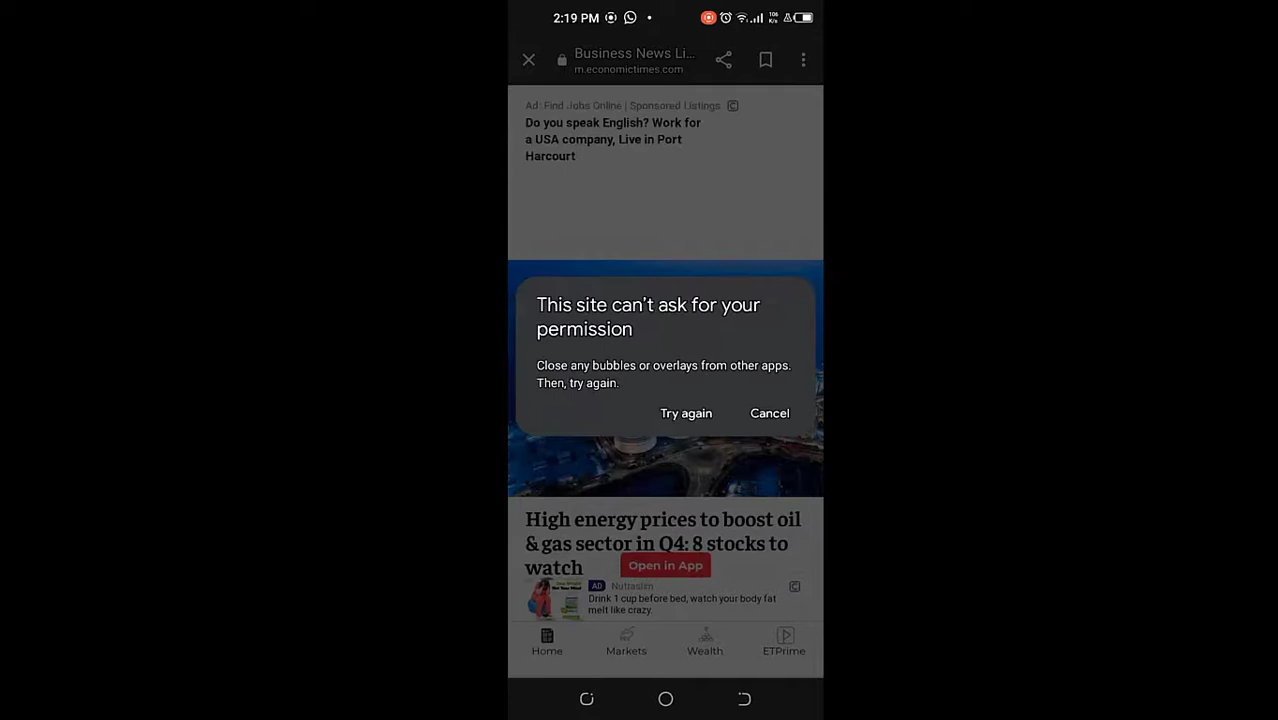 2:19 PM
106
K/s
Business News Li...
m.economictimes.com
Ad: Find Jobs Online | Sponsored Listings
Do you speak English? Work for
a USA company, Live in Port
Harcourt
This site can't ask for your
permission
Close any bubbles or overlays from other apps.
Then, try again.
Try again
Cancel
High energy prices to boost oil
& gas sector in Q4: 8 stocks to
watch
Open in App
AD Nutraslim
Drink 1 cup before bed, watch your body fat
melt like crazy.
Home
Markets
Wealth
ETPrime